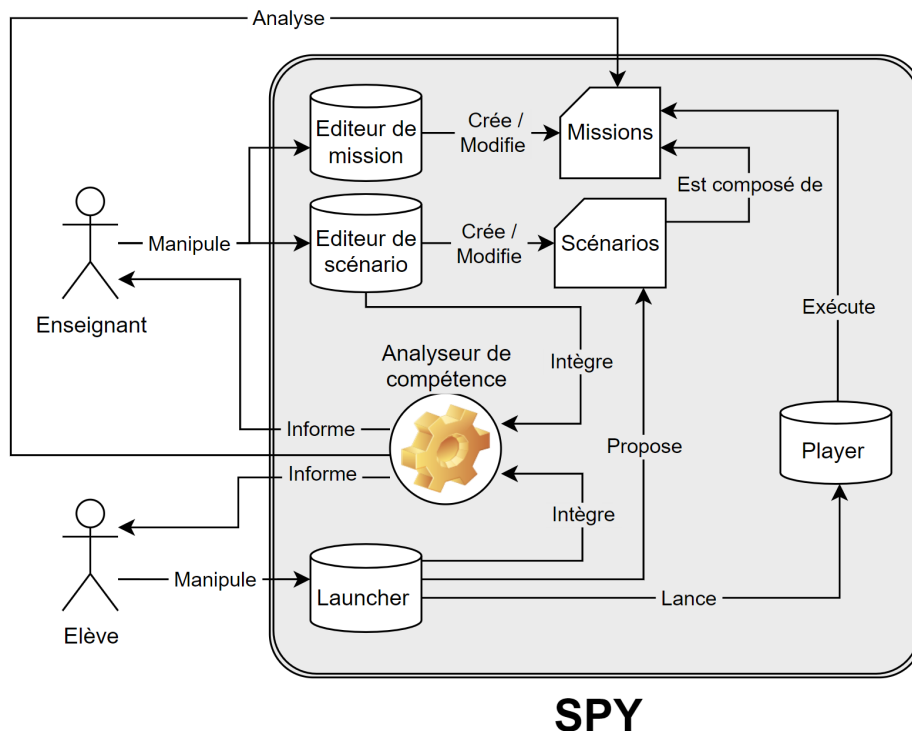 Analyse
Editeur de
mission
Crée /
Modifie
Missions
Est composé de
Manipule
Editeur de
scénario
Crée /
Modifie
Scénarios
Enseignant
Exécute
Analyseur de
compétence
Intègre
Informe
Propose
Player
Informe
Intègre
Manipule
Launcher
Lance
Elève
SPY